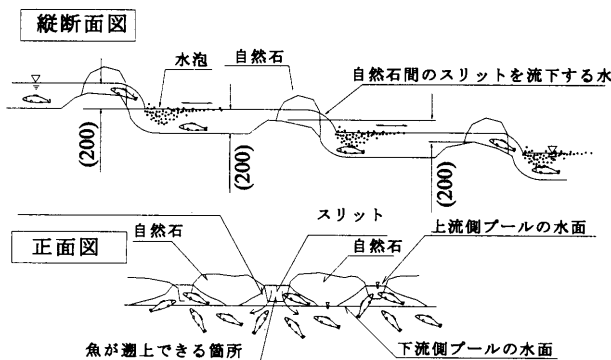 縦断面図
水泡
自然石
自然石間のスリットを流下する水
(200)
(200)
(200)
正面図
自然石
スリット
自然石
上流側プールの水面
魚が遡上できる箇所
下流側プールの水面